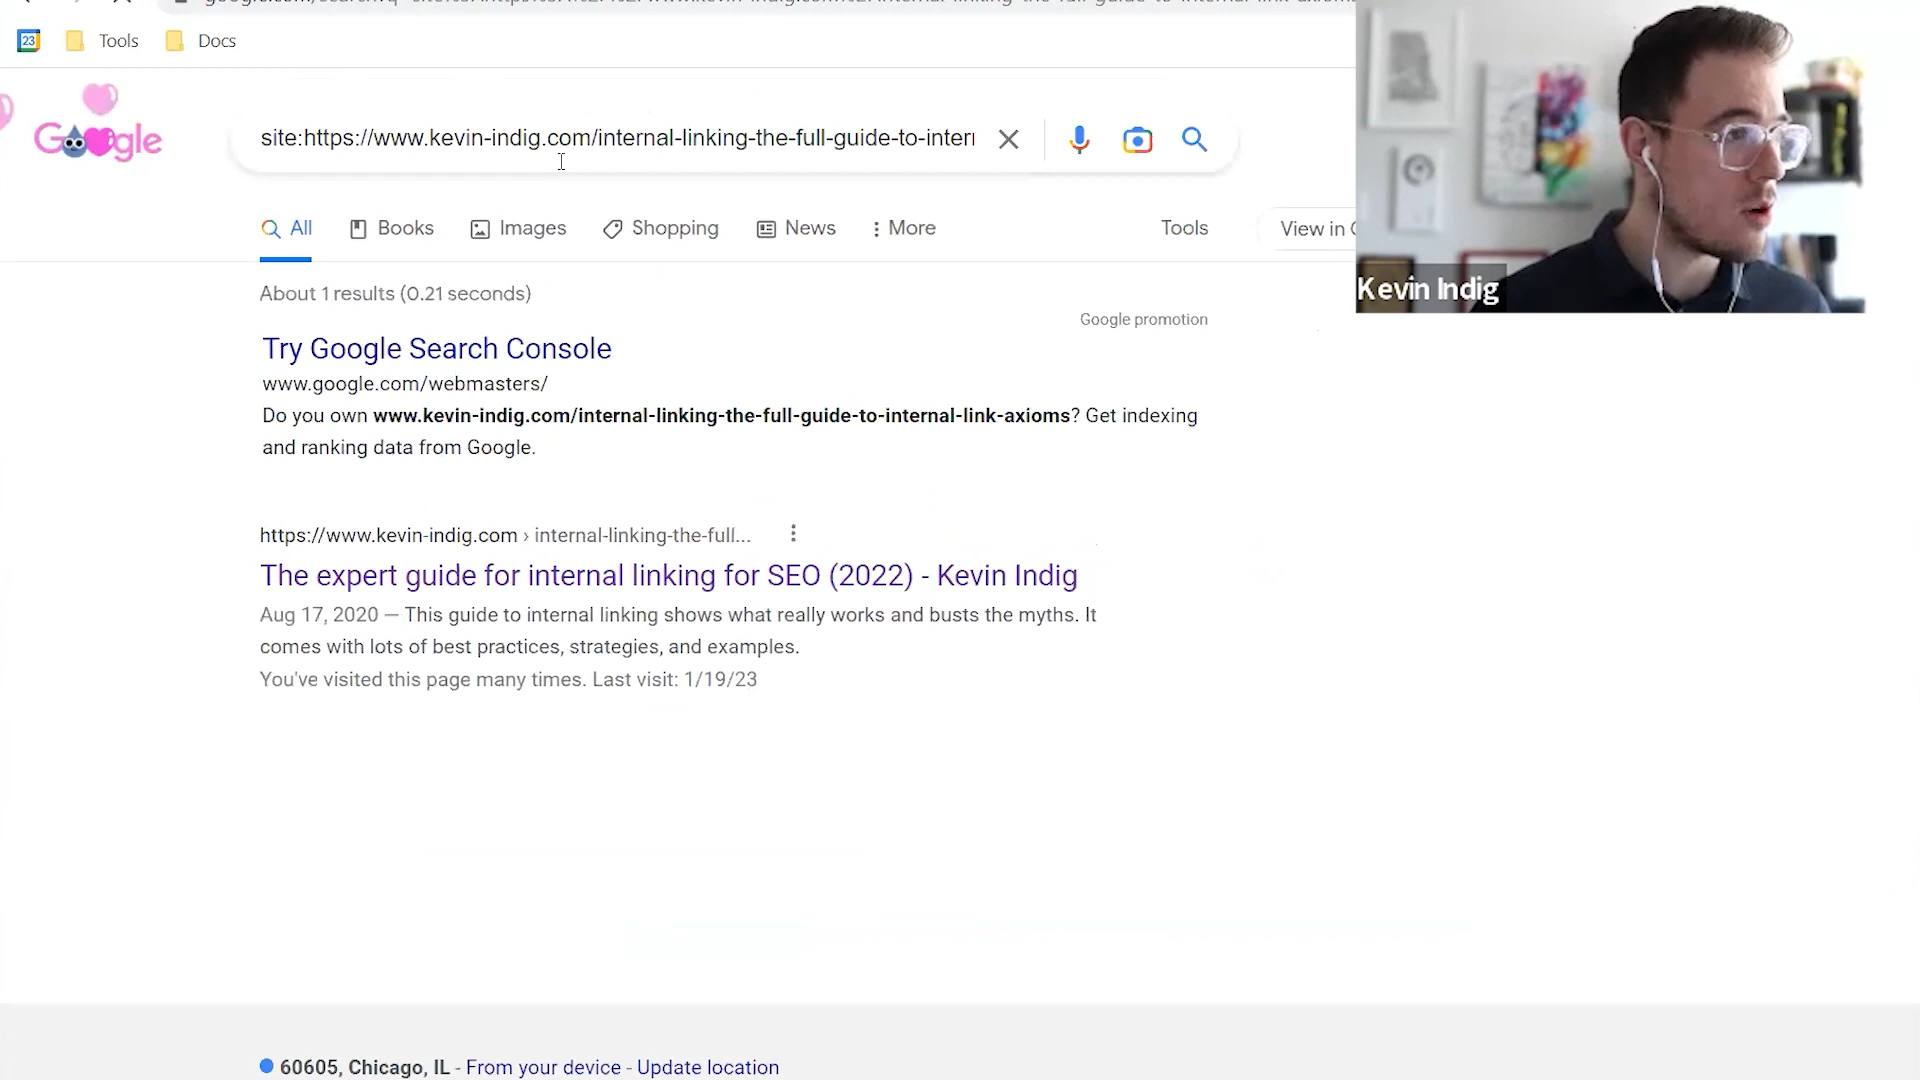 Tools
Docs
23
Google
site:https://www.kevin-indig.com/internal-linking-the-full-guide-to-intern
All
Books
Images
Shopping
News
More
Tools
View in
Kevin Indig
About 1 results (0.21 seconds)
Google promotion
Try Google Search Console
www.google.com/webmasters/
Do you own www.kevin-indig.com/internal-linking-the-full-guide-to-internal-link-axioms? Get indexing
and ranking data from Google.
https://www.kevin-indig.com › internal-linking-the-full...
The expert guide for internal linking for SEO (2022) - Kevin Indig
Aug 17, 2020 — This guide to internal linking shows what really works and busts the myths. It
comes with lots of best practices, strategies, and examples.
You've visited this page many times. Last visit: 1/19/23
60605, Chicago, IL - From your device - Update location